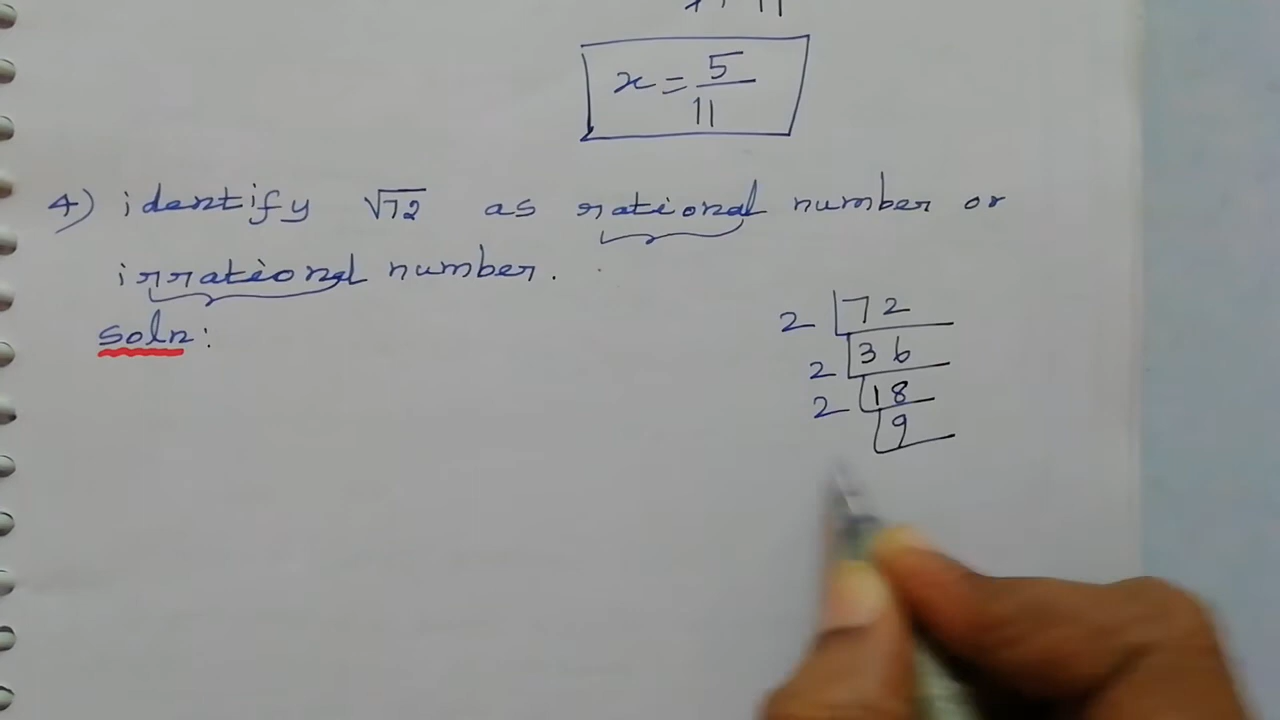 x = 5/11
4) identify √72 as rational number or
irrational number.
soln:
2 | 72
2 | 36
2 | 18
9